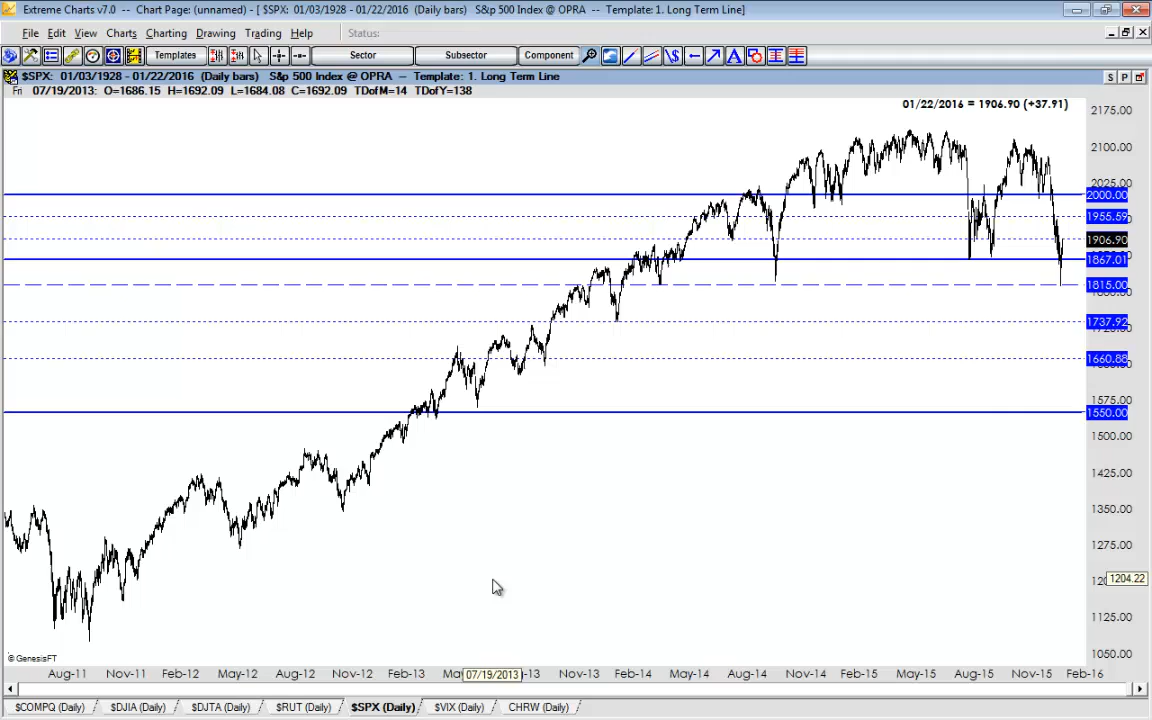 Extreme Charts v7.0 -- Chart Page: (unnamed) - [ $SPX: 01/03/1928 - 01/22/2016 (Daily bars) S&p 500 Index @ OPRA -- Template: 1. Long Term Line]
File Edit View Charts Charting Drawing Trading Help Status:
Templates Sector Subsector Component
$SPX: 01/03/1928 - 01/22/2016 (Daily bars) S&p 500 Index @ OPRA -- Template: 1. Long Term Line
S P
Fri 07/19/2013: O=1686.15 H=1692.09 L=1684.08 C=1692.09 TDofM=14 TDofY=138
01/22/2016 = 1906.90 (+37.91)
2175.00
2100.00
2025.00
2000.00
1955.59
1906.90
1867.01
1815.00
1737.92
1660.88
1575.00
1550.00
1500.00
1425.00
1350.00
1275.00
1204.22
1125.00
1050.00
© GenesisFT
Aug-11 Nov-11 Feb-12 May-12 Aug-12 Nov-12 Feb-13 07/19/2013 Nov-13 Feb-14 May-14 Aug-14 Nov-14 Feb-15 May-15 Aug-15 Nov-15 Feb-16
$COMPQ (Daily) $DJIA (Daily) $DJTA (Daily) $RUT (Daily) $SPX (Daily) $VIX (Daily) CHRW (Daily)